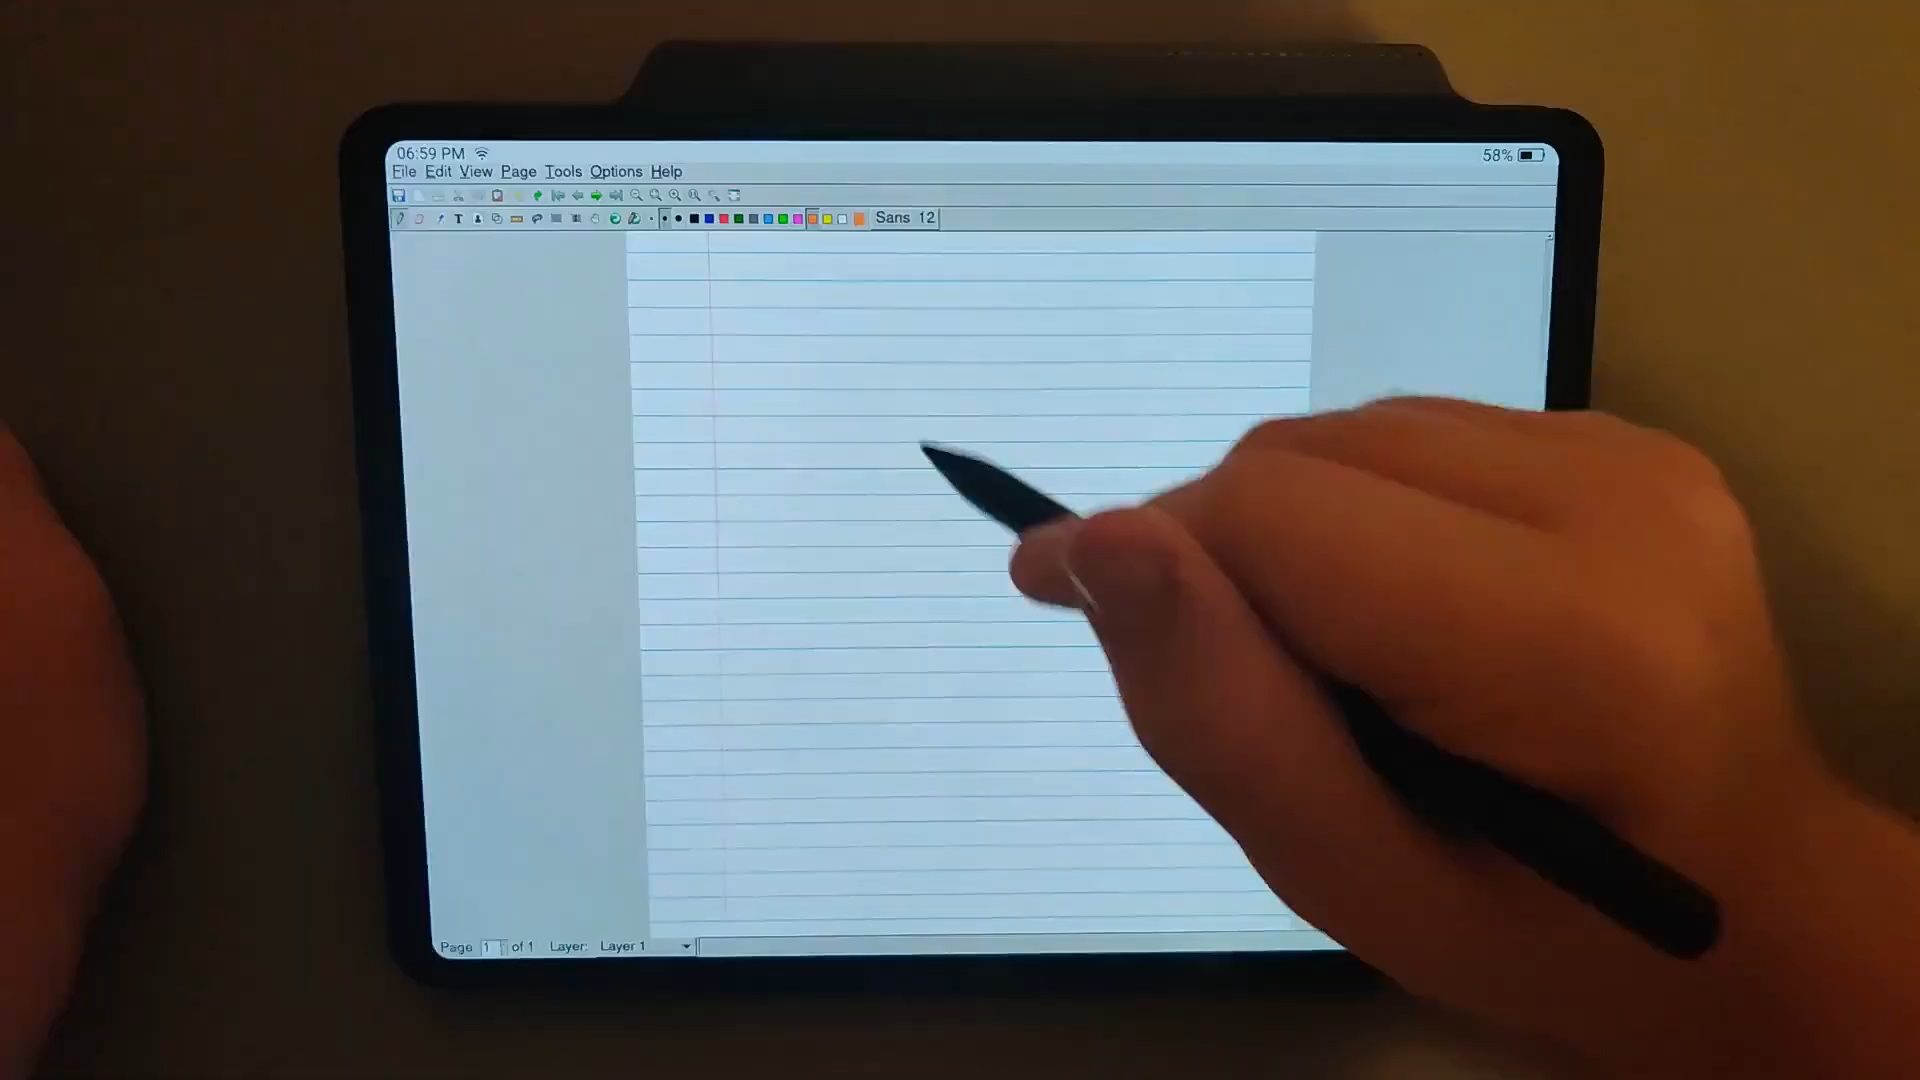 06:59 PM
58%
File Edit View Page Tools Options Help
T
Sans 12
Page 1 of 1 Layer: Layer 1